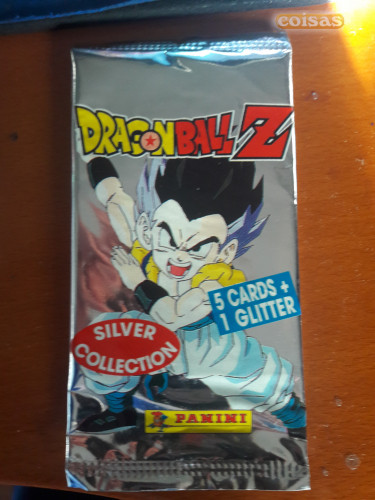 coisas
DRAGONBALL Z
5 CARDS +
1 GLITTER
SILVER
COLLECTION
PANINI